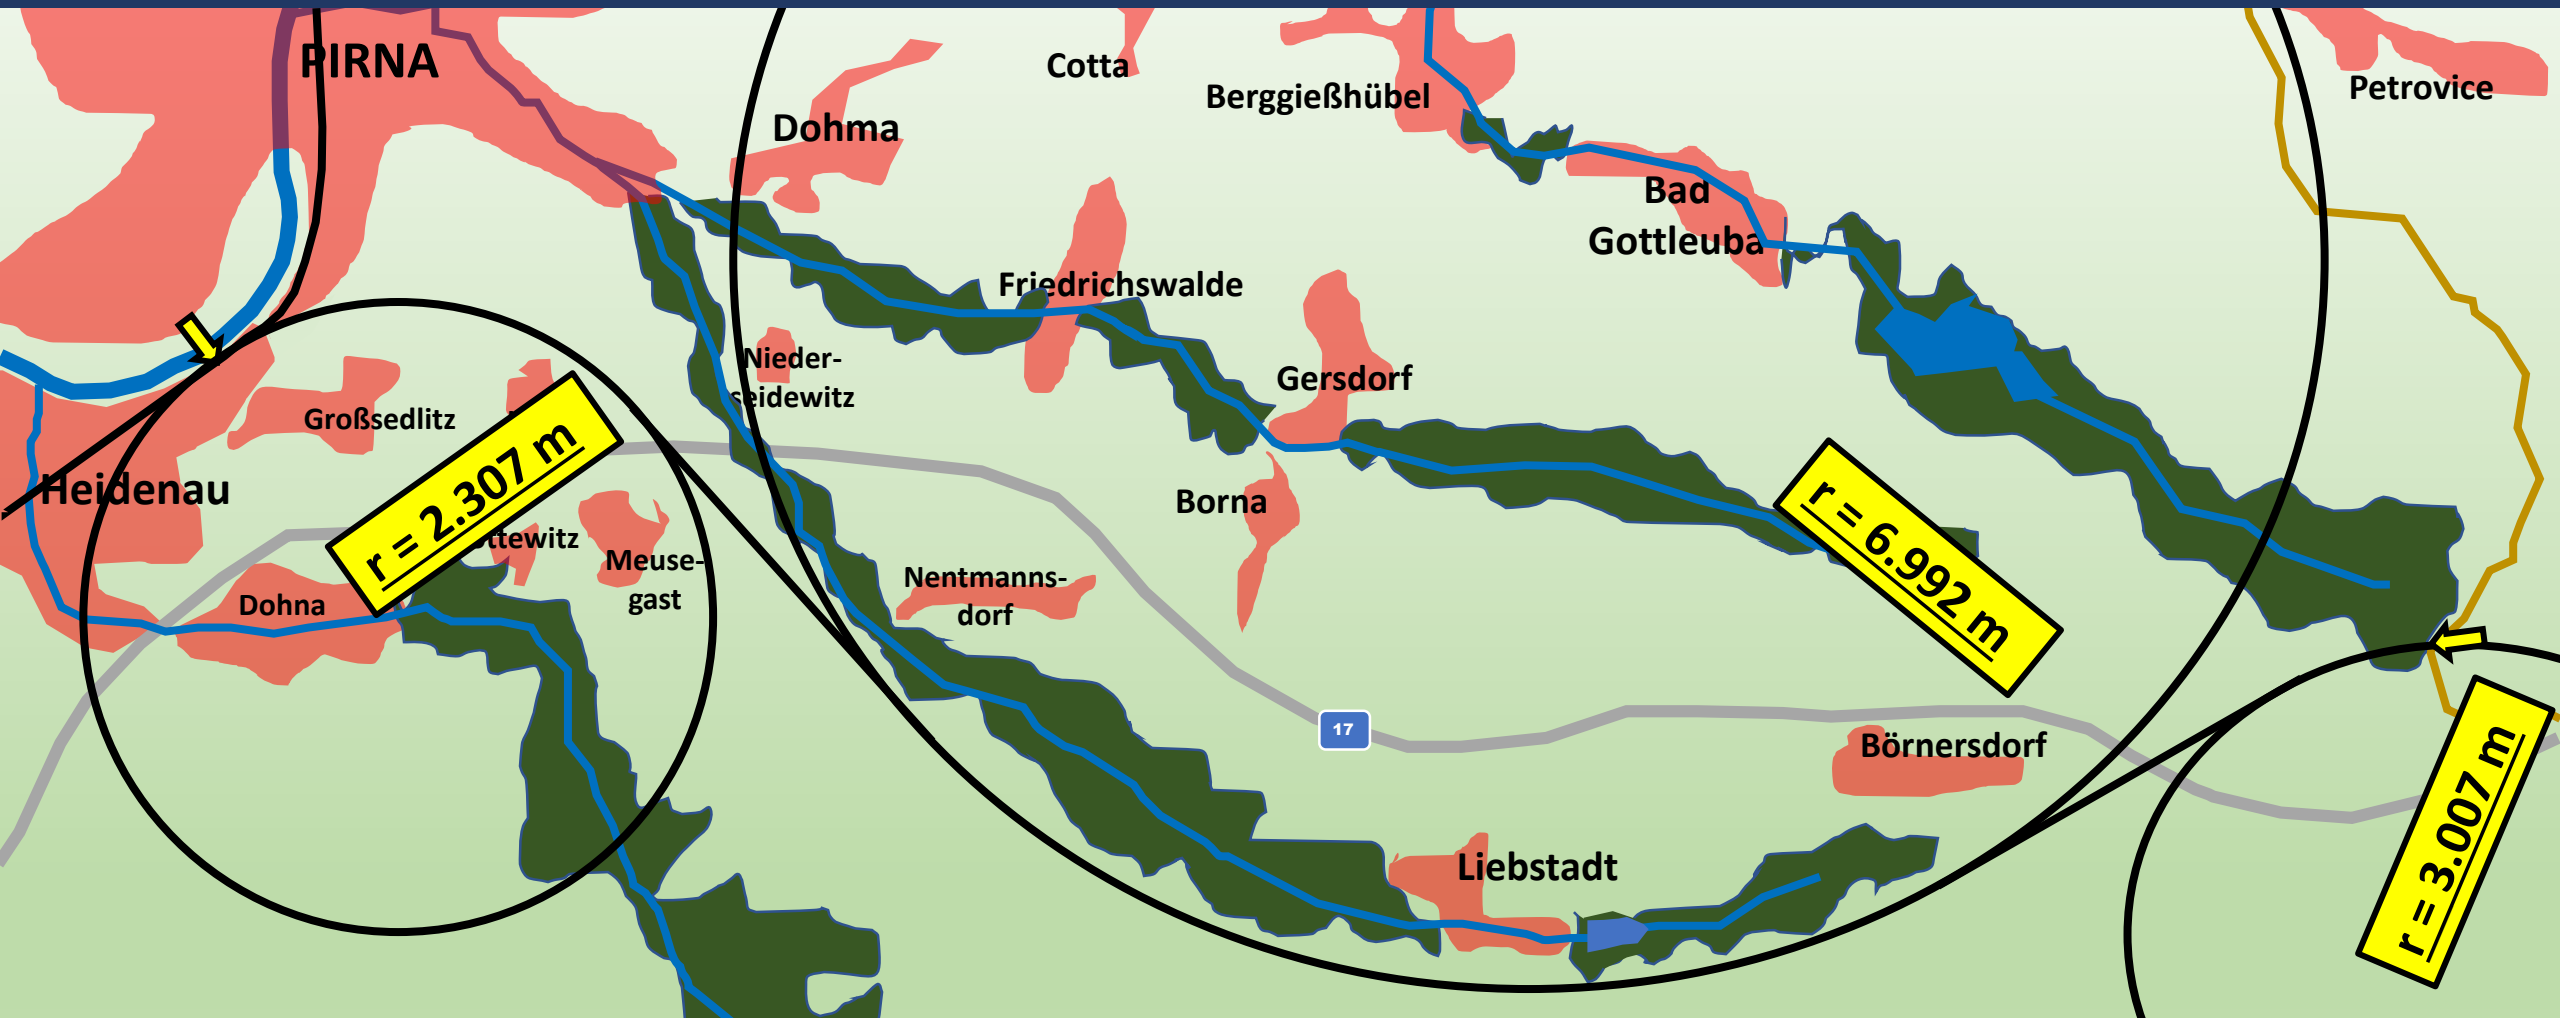 PIRNA
Cotta
Berggießhübel
Petrovice
Dohma
Bad
Gottleuba
Friedrichswalde
Nieder-
seidewitz
Gersdorf
Großsedlitz
Heidenau
r = 2.307 m
Borna
Meuse-
gast
Dohna
Nentmanns-
dorf
r = 6.992 m
17
Börnersdorf
r = 3.007 m
Liebstadt